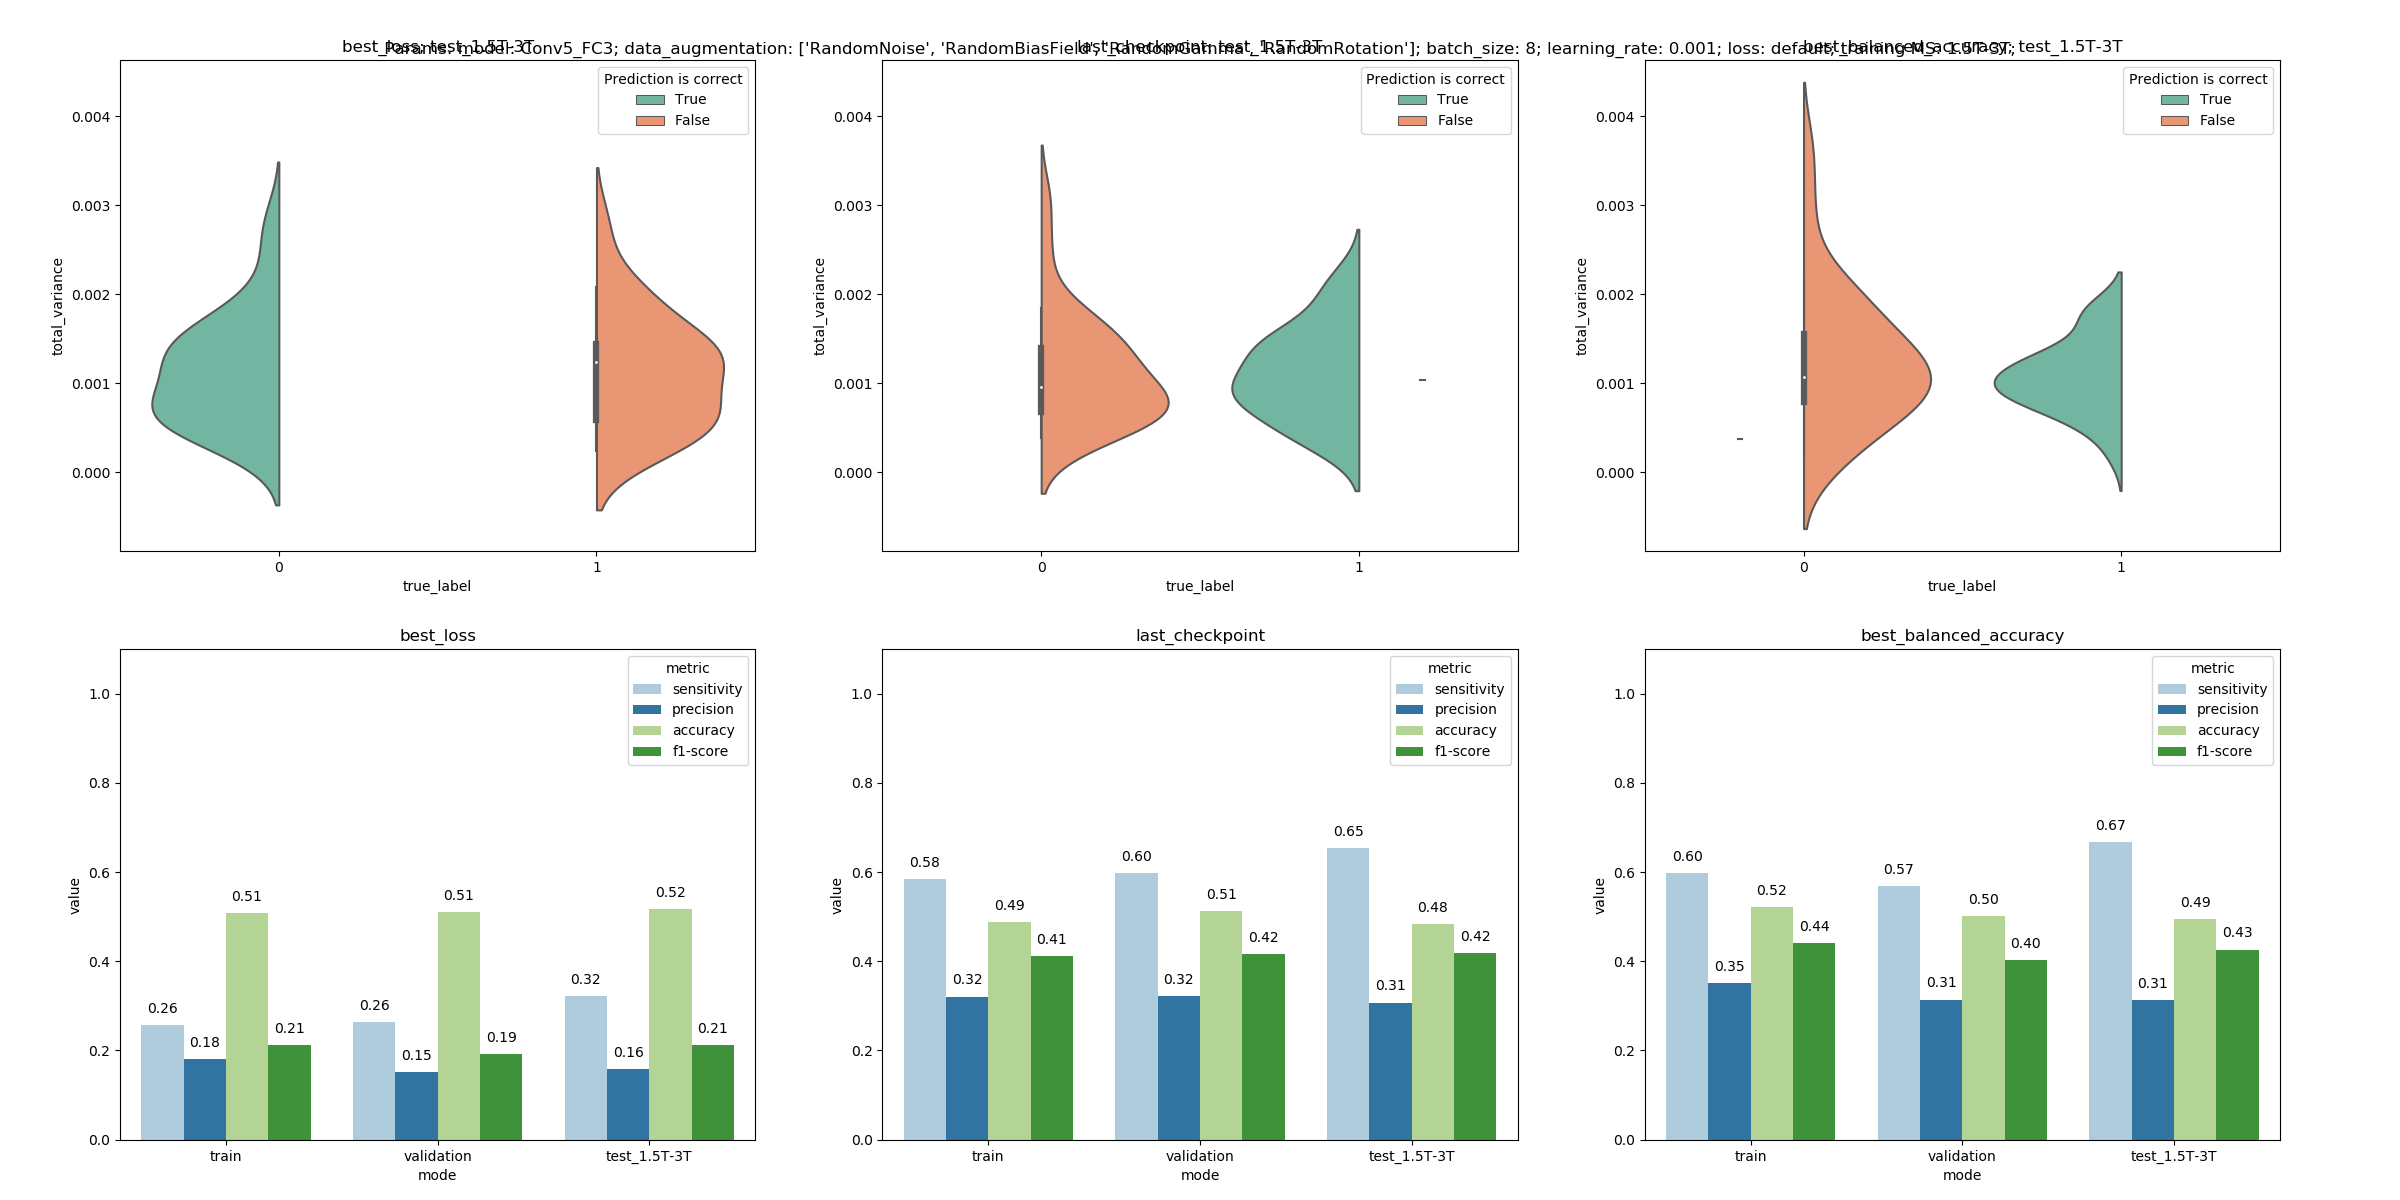 best_loss; test_1.5T-3T
last_checkpoint; test_1.5T-3T
best_balanced_accuracy; test_1.5T-3T
Params: model: Conv5_FC3; data_augmentation: ['RandomNoise', 'RandomBiasField', 'RandomGamma', 'RandomRotation']; batch_size: 8; learning_rate: 0.001; loss: default; training MS: 1.5T-3T;
Prediction is correct
True
False
0.004
0.003
0.002
0.001
0.000
total_variance
0 1
true_label
Prediction is correct
True
False
0.004
0.003
0.002
0.001
0.000
total_variance
0 1
true_label
Prediction is correct
True
False
0.004
0.003
0.002
0.001
0.000
total_variance
0 1
true_label
best_loss
metric
sensitivity
precision
accuracy
f1-score
1.0
0.8
0.6
0.4
0.2
0.0
value
0.26 0.18 0.51 0.21
0.26 0.15 0.51 0.19
0.32 0.16 0.52 0.21
train validation test_1.5T-3T
mode
last_checkpoint
metric
sensitivity
precision
accuracy
f1-score
1.0
0.8
0.6
0.4
0.2
0.0
value
0.58 0.32 0.49 0.41
0.60 0.32 0.51 0.42
0.65 0.31 0.48 0.42
train validation test_1.5T-3T
mode
best_balanced_accuracy
metric
sensitivity
precision
accuracy
f1-score
1.0
0.8
0.6
0.4
0.2
0.0
value
0.60 0.35 0.52 0.44
0.57 0.31 0.50 0.40
0.67 0.31 0.49 0.43
train validation test_1.5T-3T
mode